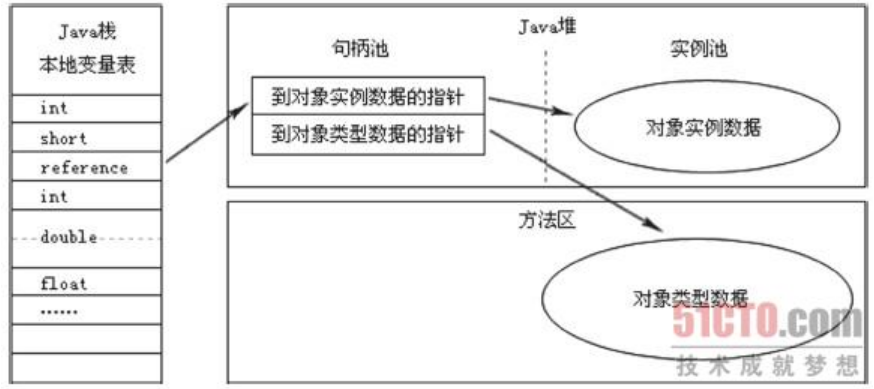 Java栈
本地变量表
int
short
reference
int
double
float
......
Java堆
句柄池
实例池
到对象实例数据的指针
到对象类型数据的指针
对象实例数据
方法区
对象类型数据
51CTO.com
技术成就梦想